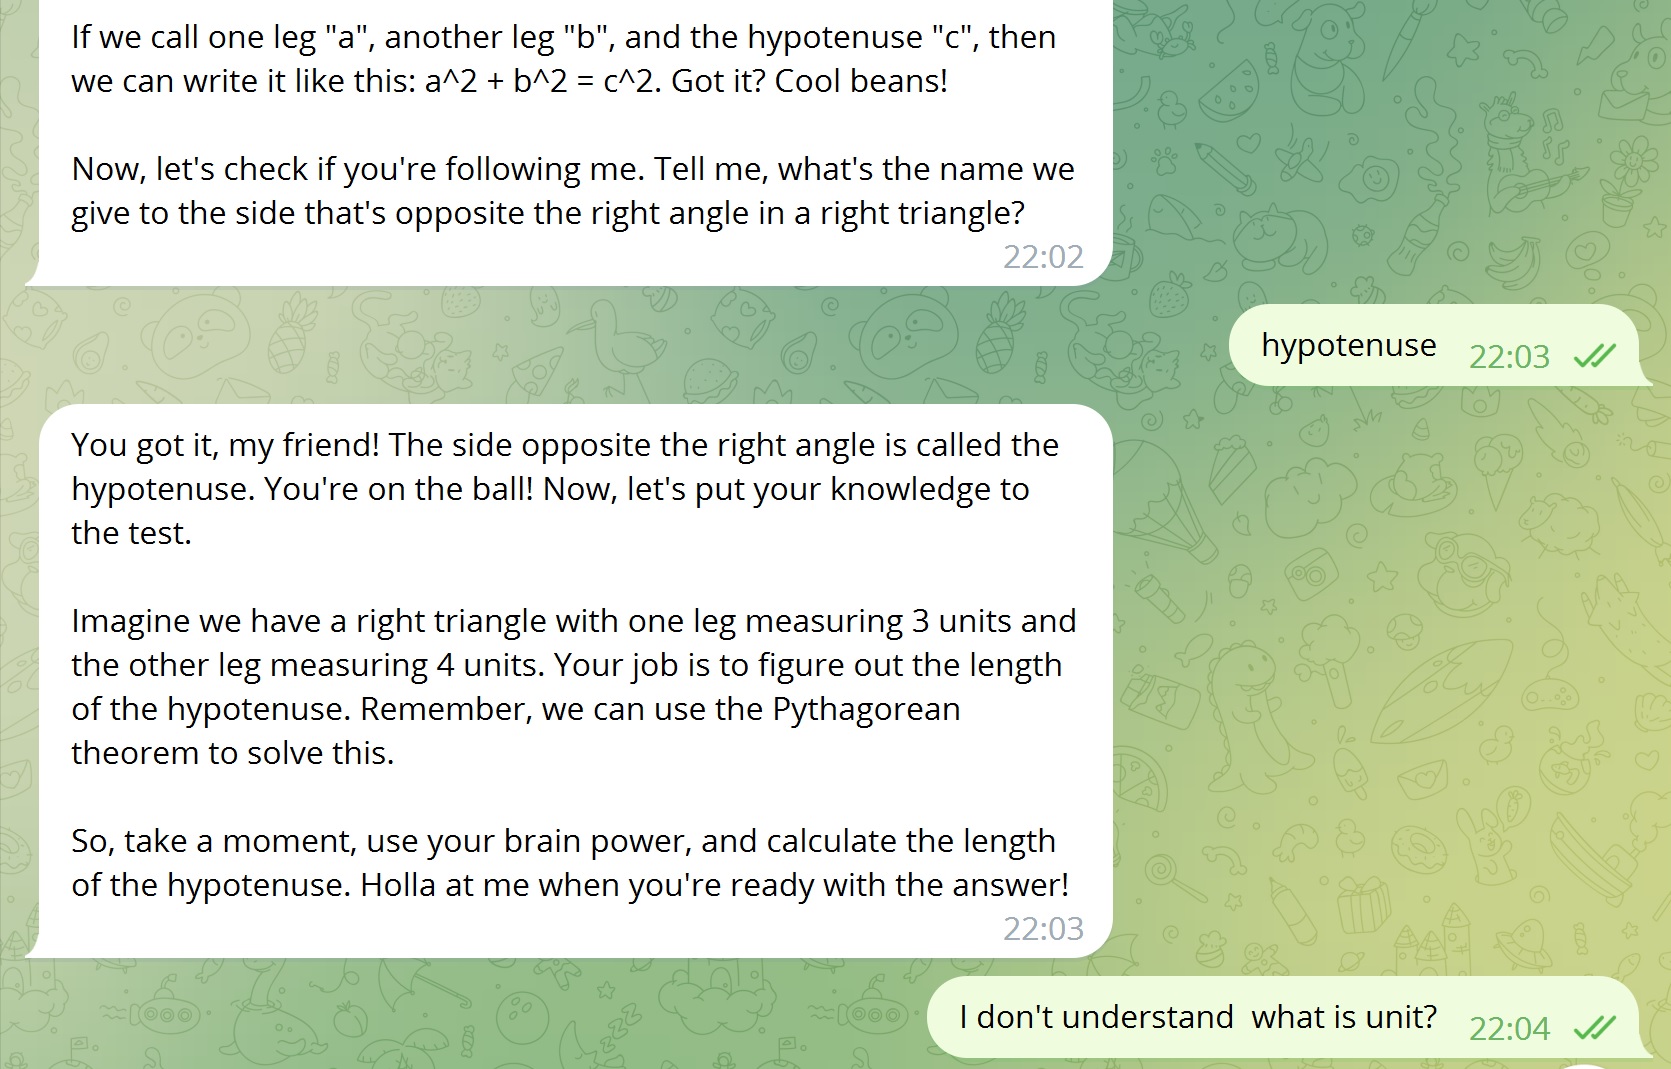 If we call one leg "a", another leg "b", and the hypotenuse "c", then
we can write it like this: a^2 + b^2 = c^2. Got it? Cool beans!
Now, let's check if you're following me. Tell me, what's the name we
give to the side that's opposite the right angle in a right triangle?
22:02
hypotenuse 22:03
You got it, my friend! The side opposite the right angle is called the
hypotenuse. You're on the ball! Now, let's put your knowledge to
the test.
Imagine we have a right triangle with one leg measuring 3 units and
the other leg measuring 4 units. Your job is to figure out the length
of the hypotenuse. Remember, we can use the Pythagorean
theorem to solve this.
So, take a moment, use your brain power, and calculate the length
of the hypotenuse. Holla at me when you're ready with the answer!
22:03
I don't understand  what is unit? 22:04